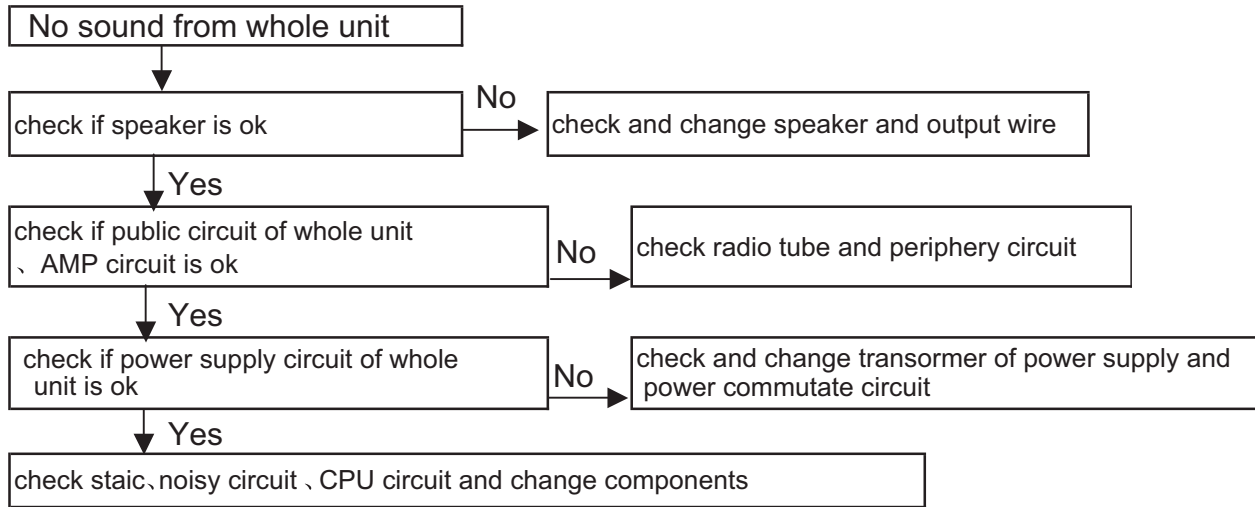 No sound from whole unit
check if speaker is ok
No
check and change speaker and output wire
Yes
check if public circuit of whole unit
、AMP circuit is ok
No
check radio tube and periphery circuit
Yes
check if power supply circuit of whole
unit is ok
No
check and change transormer of power supply and
power commutate circuit
Yes
check staic、noisy circuit 、CPU circuit and change components